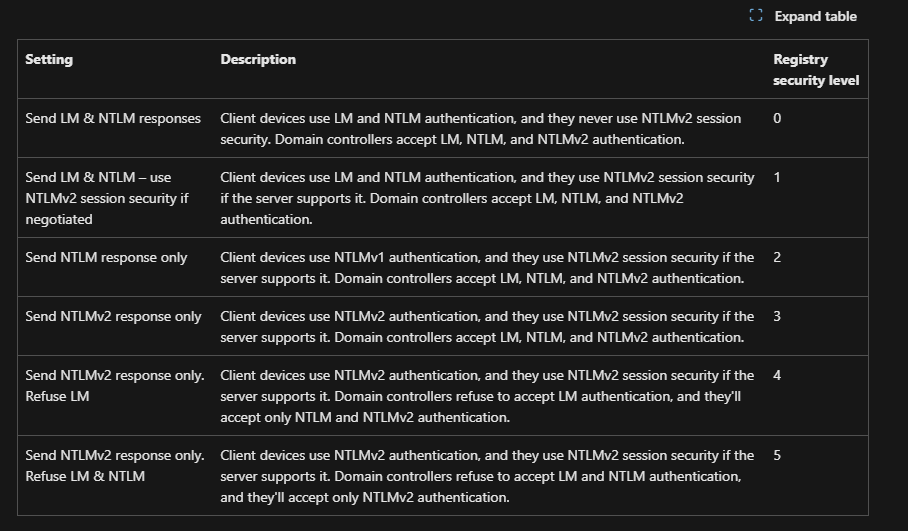 Expand table
Setting
Description
Registry
security level
Send LM & NTLM responses
Client devices use LM and NTLM authentication, and they never use NTLMv2 session
security. Domain controllers accept LM, NTLM, and NTLMv2 authentication.
0
Send LM & NTLM – use
NTLMv2 session security if
negotiated
Client devices use LM and NTLM authentication, and they use NTLMv2 session security
if the server supports it. Domain controllers accept LM, NTLM, and NTLMv2
authentication.
1
Send NTLM response only
Client devices use NTLMv1 authentication, and they use NTLMv2 session security if the
server supports it. Domain controllers accept LM, NTLM, and NTLMv2 authentication.
2
Send NTLMv2 response only
Client devices use NTLMv2 authentication, and they use NTLMv2 session security if the
server supports it. Domain controllers accept LM, NTLM, and NTLMv2 authentication.
3
Send NTLMv2 response only.
Refuse LM
Client devices use NTLMv2 authentication, and they use NTLMv2 session security if the
server supports it. Domain controllers refuse to accept LM authentication, and they'll
accept only NTLM and NTLMv2 authentication.
4
Send NTLMv2 response only.
Refuse LM & NTLM
Client devices use NTLMv2 authentication, and they use NTLMv2 session security if the
server supports it. Domain controllers refuse to accept LM and NTLM authentication,
and they'll accept only NTLMv2 authentication.
5